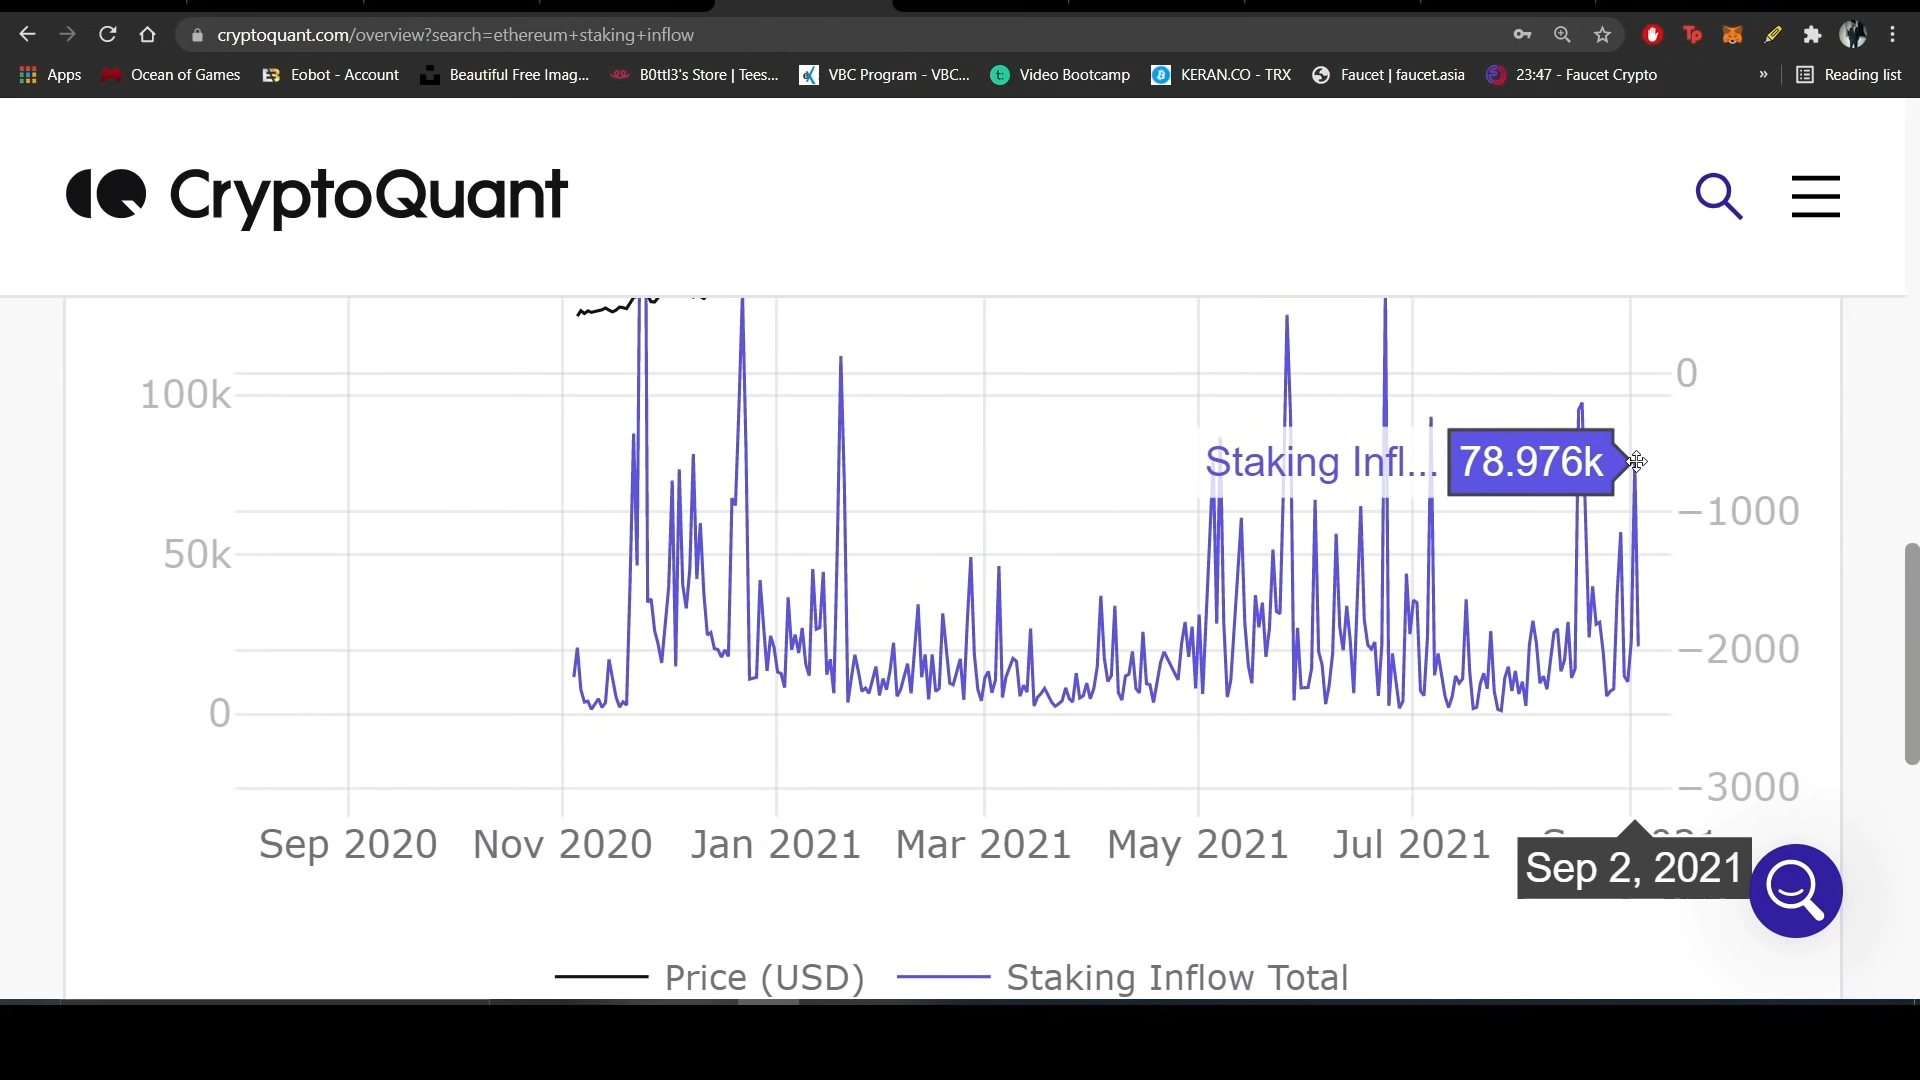 cryptoquant.com/overview?search=ethereum+staking+inflow
Apps Ocean of Games Eobot - Account Beautiful Free Imag... B0ttl3's Store | Tees... VBC Program - VBC... Video Bootcamp KERAN.CO - TRX Faucet | faucet.asia 23:47 - Faucet Crypto » Reading list
CryptoQuant
100k 0
Staking Infl... 78.976k
−1000
50k
−2000
0
−3000
Sep 2020 Nov 2020 Jan 2021 Mar 2021 May 2021 Jul 2021
Sep 2, 2021
Price (USD) Staking Inflow Total